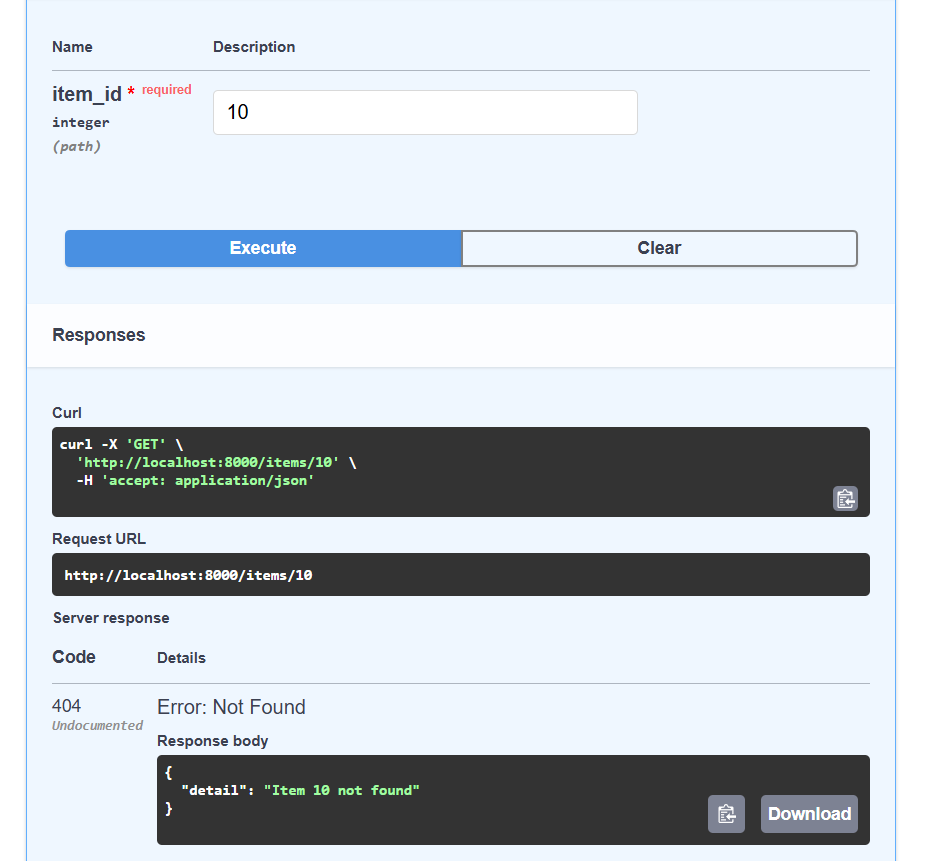 Name Description
item_id * required
10
integer
(path)
Execute Clear
Responses
Curl
curl -X 'GET' \
  'http://localhost:8000/items/10' \
  -H 'accept: application/json'
Request URL
http://localhost:8000/items/10
Server response
Code Details
404 Error: Not Found
Undocumented
Response body
{
  "detail": "Item 10 not found"
}
Download